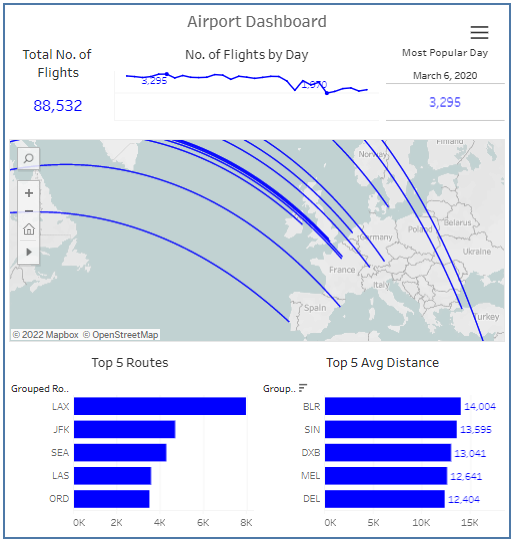 Airport Dashboard
Total No. of
Flights
88,532
No. of Flights by Day
3,295
1,970
Most Popular Day
March 6, 2020
3,295
Norway
Finland
Poland
Belarus
Germany
Ukraine
France
Italy
Spain
Turkey
© 2022 Mapbox © OpenStreetMap
Top 5 Routes
Grouped Ro..
LAX
JFK
SEA
LAS
ORD
0K 2K 4K 6K 8K
Top 5 Avg Distance
Group..
BLR 14,004
SIN 13,595
DXB 13,041
MEL 12,641
DEL 12,404
0K 5K 10K 15K